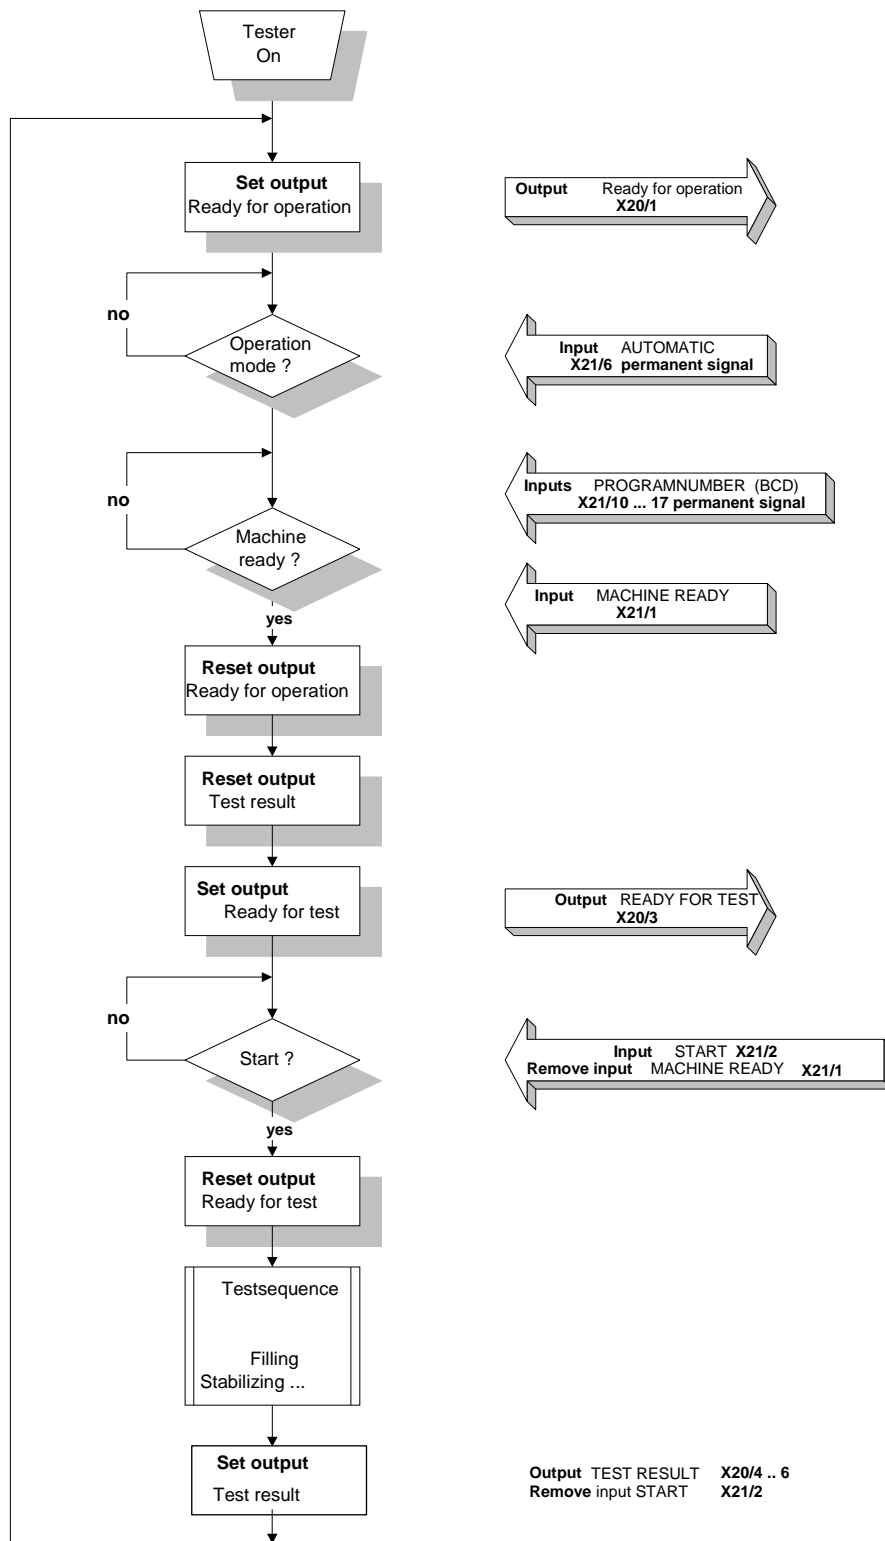 Tester
On
Set output
Ready for operation
Output Ready for operation
X20/1
no
Operation
mode ?
Input AUTOMATIC
X21/6 permanent signal
no
Inputs PROGRAMNUMBER (BCD)
X21/10 ... 17 permanent signal
Machine
ready ?
Input MACHINE READY
X21/1
yes
Reset output
Ready for operation
Reset output
Test result
Set output
Ready for test
Output READY FOR TEST
X20/3
no
Start ?
Input START X21/2
Remove input MACHINE READY X21/1
yes
Reset output
Ready for test
Testsequence
Filling
Stabilizing ...
Set output
Test result
Output TEST RESULT X20/4 .. 6
Remove input START X21/2